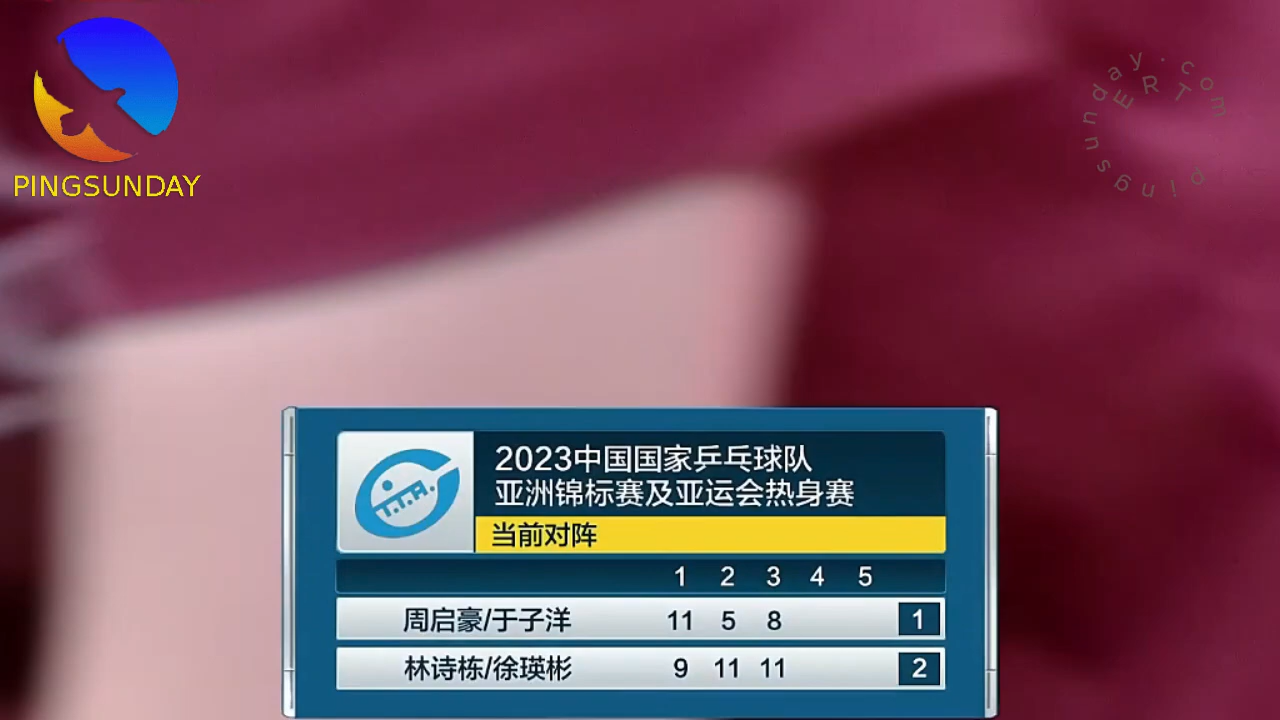 PINGSUNDAY
pingsunday.com
ERT
2023中国国家乒乓球队
亚洲锦标赛及亚运会热身赛
C.T.T.A.
当前对阵
1 2 3 4 5
周启豪/于子洋 11 5 8 1
林诗栋/徐瑛彬 9 11 11 2